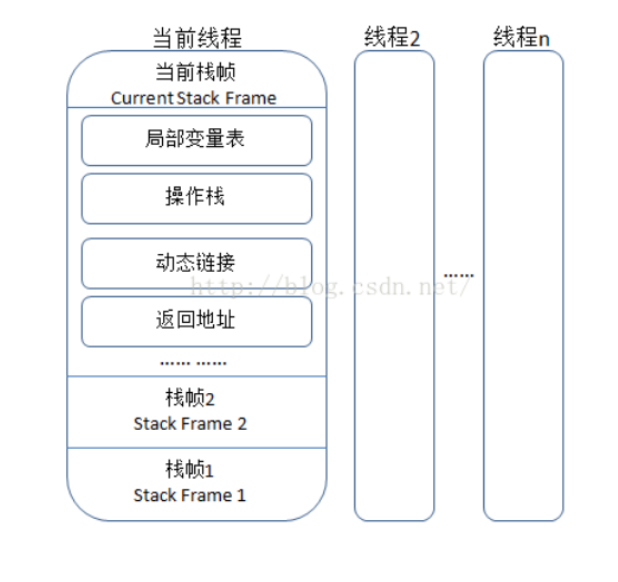 当前线程
线程2
线程n
当前栈帧
Current Stack Frame
局部变量表
操作栈
动态链接
http://blog.csdn.net/
返回地址
…… ……
……
栈帧2
Stack Frame 2
栈帧1
Stack Frame 1